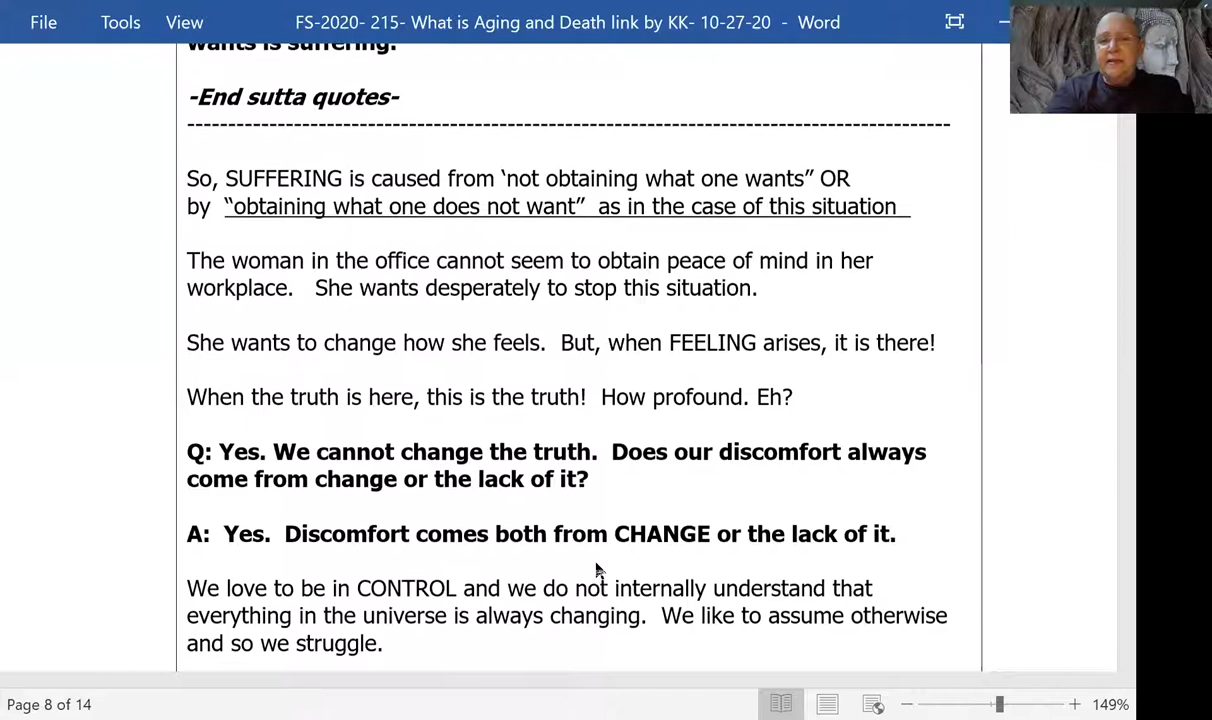 File Tools View FS-2020- 215- What is Aging and Death link by KK- 10-27-20 - Word
wants is suffering.
-End sutta quotes-
--------------------------------------------------------------------------------------------
So, SUFFERING is caused from ‘not obtaining what one wants” OR
by “obtaining what one does not want” as in the case of this situation
The woman in the office cannot seem to obtain peace of mind in her
workplace. She wants desperately to stop this situation.
She wants to change how she feels. But, when FEELING arises, it is there!
When the truth is here, this is the truth! How profound. Eh?
Q: Yes. We cannot change the truth. Does our discomfort always
come from change or the lack of it?
A: Yes. Discomfort comes both from CHANGE or the lack of it.
We love to be in CONTROL and we do not internally understand that
everything in the universe is always changing. We like to assume otherwise
and so we struggle.
Page 8 of 14 149%